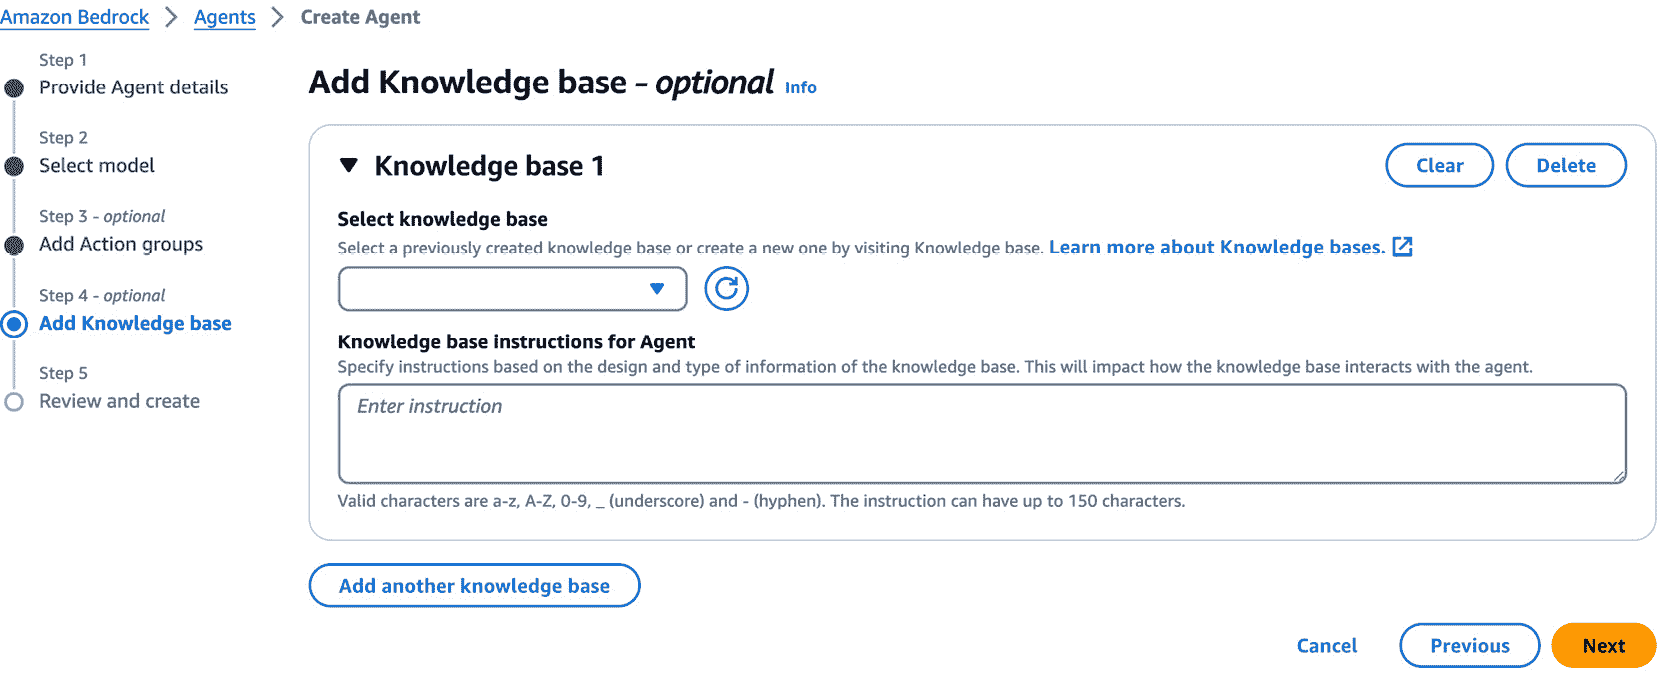 Amazon Bedrock > Agents > Create Agent
Step 1
Provide Agent details
Step 2
Select model
Step 3 - optional
Add Action groups
Step 4 - optional
Add Knowledge base
Step 5
Review and create
Add Knowledge base - optional Info
Knowledge base 1
Clear
Delete
Select knowledge base
Select a previously created knowledge base or create a new one by visiting Knowledge base. Learn more about Knowledge bases.
Knowledge base instructions for Agent
Specify instructions based on the design and type of information of the knowledge base. This will impact how the knowledge base interacts with the agent.
Enter instruction
Valid characters are a-z, A-Z, 0-9, _ (underscore) and - (hyphen). The instruction can have up to 150 characters.
Add another knowledge base
Cancel
Previous
Next